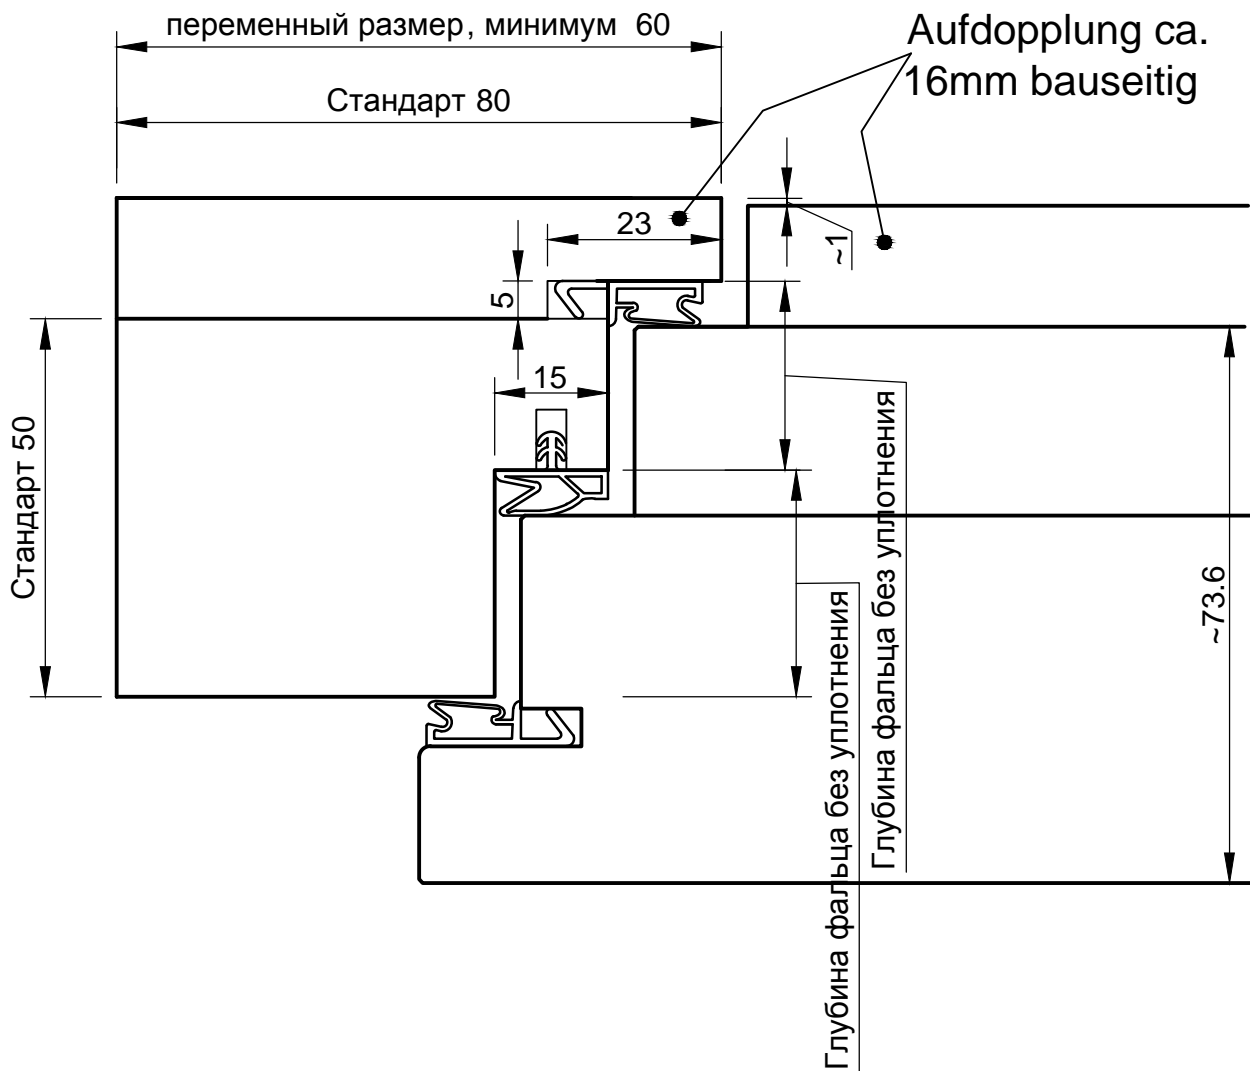 переменный размер, минимум 60
Aufdopplung ca.
16mm bauseitig
Стандарт 80
23
~1
5
15
Стандарт 50
Глубина фальца без уплотнения
Глубина фальца без уплотнения
~73.6